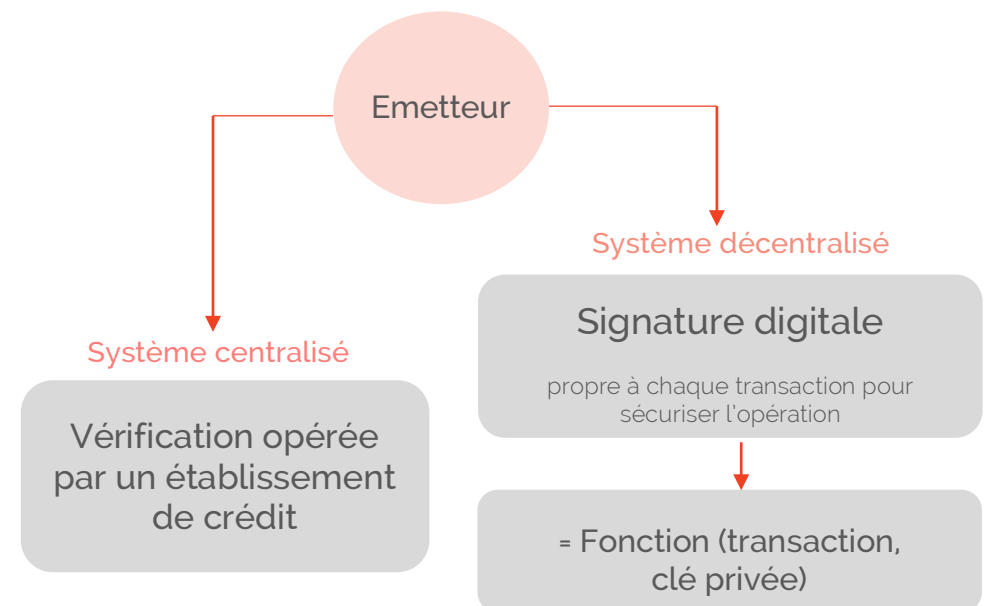 Emetteur
Système centralisé
Vérification opérée
par un établissement
de crédit
Système décentralisé
Signature digitale
propre à chaque transaction pour
sécuriser l'opération
= Fonction (transaction,
clé privée)